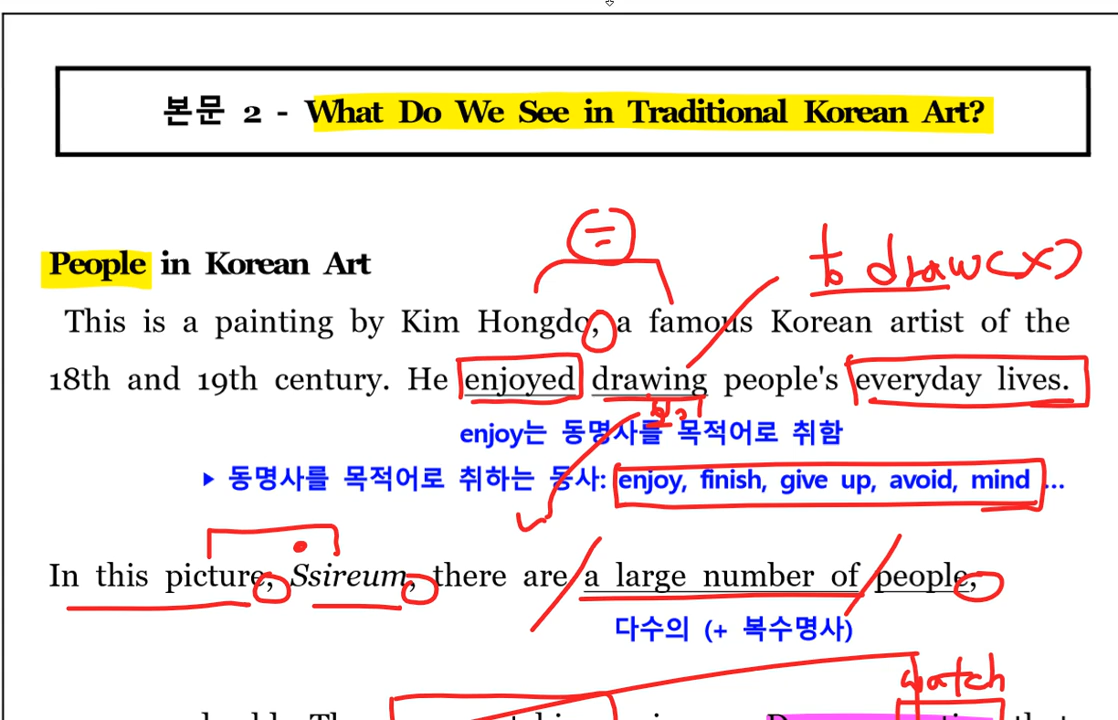 본문 2 - What Do We See in Traditional Korean Art?
=
to draw(×)
People in Korean Art
This is a painting by Kim Hongdo, a famous Korean artist of the
18th and 19th century. He enjoyed drawing people's everyday lives.
enjoy는 동명사를 목적어로 취함
▶ 동명사를 목적어로 취하는 동사: enjoy, finish, give up, avoid, mind ...
In this picture, Ssireum, there are a large number of people,
다수의 (+ 복수명사)
watch